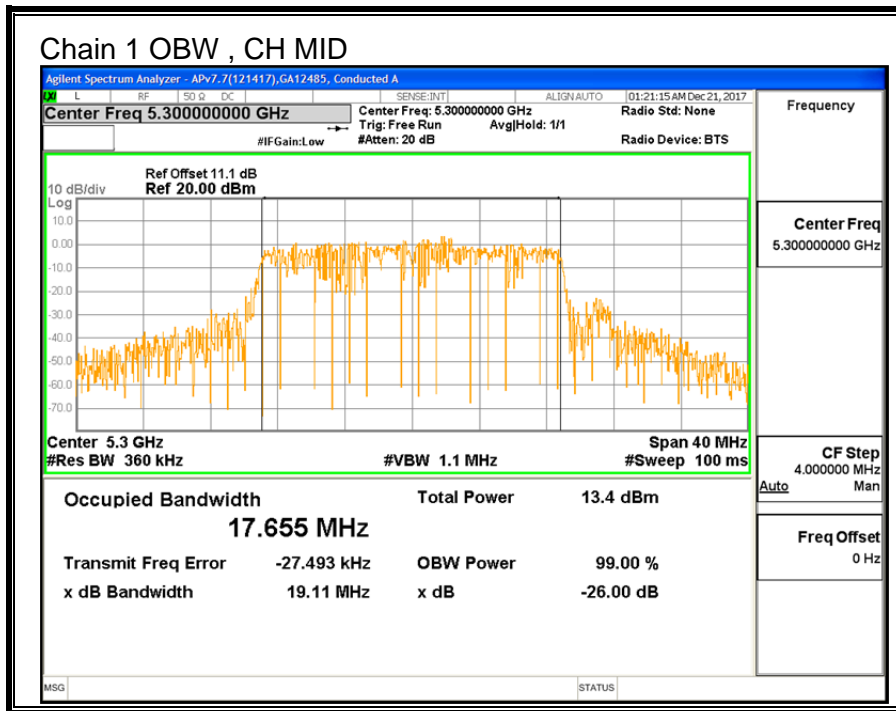 Chain 1 OBW , CH MID
Agilent Spectrum Analyzer - APv7.7(121417),GA12485, Conducted A
LXI L RF 50 Ω DC SENSE:INT ALIGN AUTO 01:21:15 AM Dec 21, 2017
Center Freq 5.300000000 GHz
Center Freq: 5.300000000 GHz
Radio Std: None
Trig: Free Run Avg|Hold: 1/1
#IFGain:Low #Atten: 20 dB Radio Device: BTS
Ref Offset 11.1 dB
10 dB/div Ref 20.00 dBm
Log
10.0
0.00
-10.0
-20.0
-30.0
-40.0
-50.0
-60.0
-70.0
Center 5.3 GHz Span 40 MHz
#Res BW 360 kHz #VBW 1.1 MHz #Sweep 100 ms
Occupied Bandwidth Total Power 13.4 dBm
17.655 MHz
Transmit Freq Error -27.493 kHz OBW Power 99.00 %
x dB Bandwidth 19.11 MHz x dB -26.00 dB
MSG STATUS
Frequency
Center Freq
5.300000000 GHz
CF Step
4.000000 MHz
Auto Man
Freq Offset
0 Hz